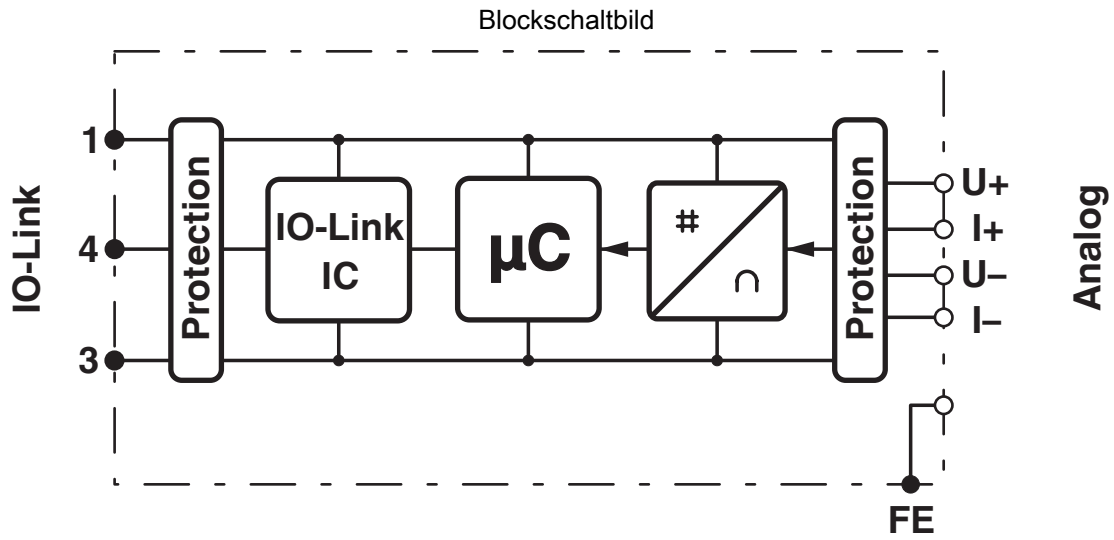 Blockschaltbild
IO-Link
1
4
3
Protection
IO-Link
IC
µC
#
∩
Protection
U+
I+
U–
I–
Analog
FE